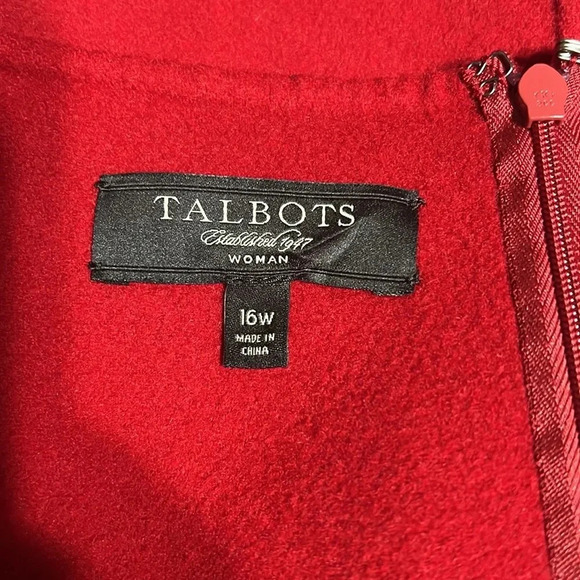 TALBOTS
Established 1947
WOMAN
16W
MADE IN
CHINA